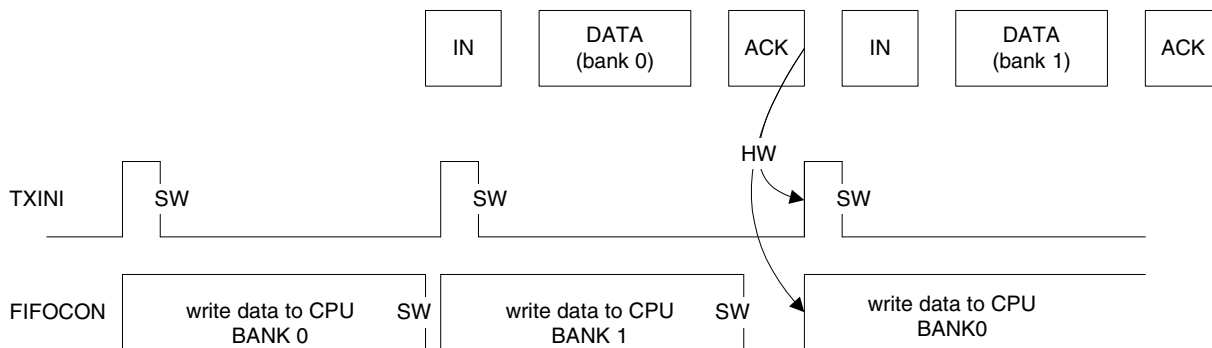 IN
DATA
(bank 0)
ACK
IN
DATA
(bank 1)
ACK
HW
TXINI
SW
SW
SW
FIFOCON
write data to CPU
BANK 0
SW
write data to CPU
BANK 1
SW
write data to CPU
BANK0